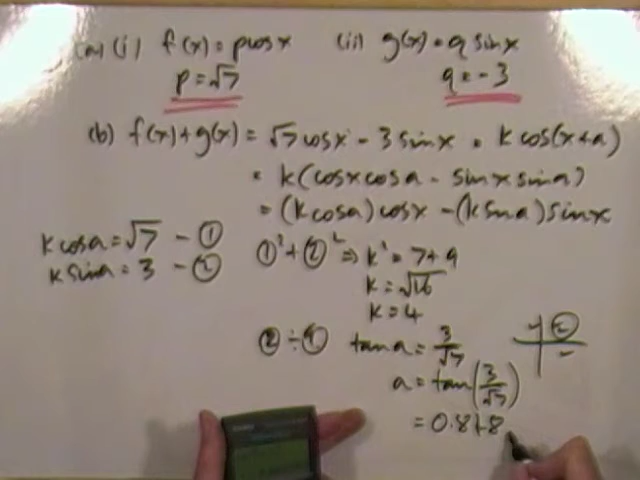 (a) (i) f(x) = p cos x (ii) g(x) = q sin x
p = √7 q = -3
(b) f(x) + g(x) = √7 cos x - 3 sin x = k cos(x+a)
= k(cos x cos a - sin x sin a)
= (k cos a) cos x - (k sin a) sin x
k cos a = √7 - ①
k sin a = 3 - ②
①² + ②² ⇒ k² = 7 + 9
k = √16
k = 4
② ÷ ① tan a = 3/√7
a = tan(3/√7)
= 0.848